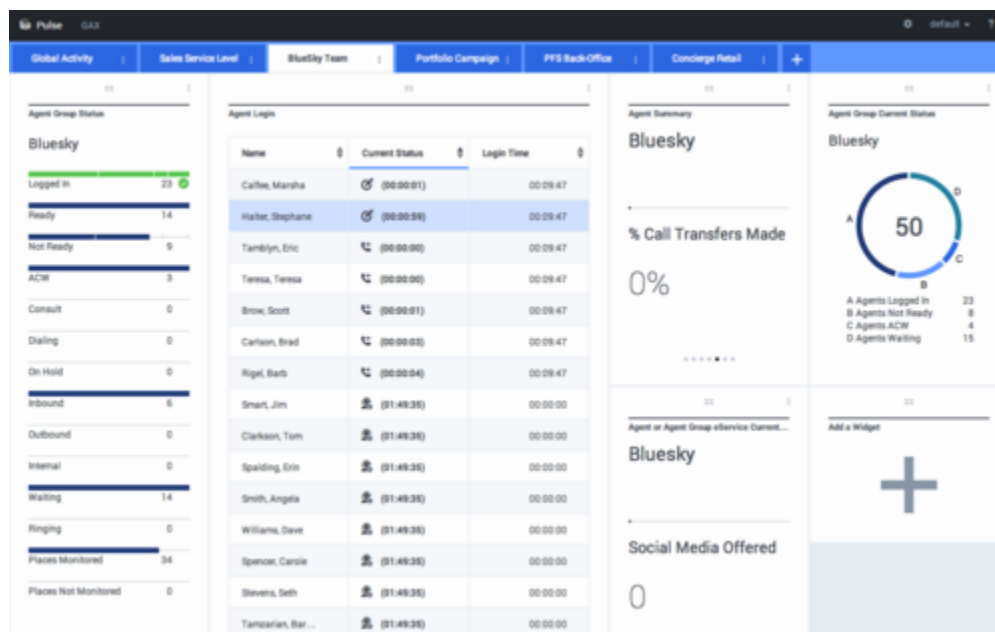 Pulse GAX default ?
Global Activity Sales Service Level BlueSky Team Portfolio Campaign PFS Back-Office Concierge Retail +
Agent Group Status
Bluesky
Logged In 23
Ready 14
Not Ready 9
ACW 3
Consult 0
Dialing 0
On Hold 0
Inbound 6
Outbound 0
Internal 0
Waiting 14
Ringing 0
Places Monitored 34
Places Not Monitored 0
Agent Login
Name Current Status Login Time
Calfee, Marsha (00:00:01) 00:09:47
Halter, Stephane (00:00:59) 00:09:47
Tamblyn, Eric (00:00:00) 00:09:47
Teresa, Teresa (00:00:00) 00:09:47
Brow, Scott (00:00:01) 00:09:47
Carlson, Brad (00:00:03) 00:09:47
Rigel, Barb (00:00:04) 00:09:47
Smart, Jim (01:49:35) 00:00:00
Clarkson, Tom (01:49:35) 00:00:00
Spalding, Erin (01:49:35) 00:00:00
Smith, Angela (01:49:35) 00:00:00
Williams, Dave (01:49:35) 00:00:00
Spencer, Carole (01:49:35) 00:00:00
Stevens, Seth (01:49:35) 00:00:00
Tamzarian, Bar... (01:49:35) 00:00:00
Agent Summary
Bluesky
% Call Transfers Made
0%
Agent Group Current Status
Bluesky
50
A
B
C
D
A Agents Logged In 23
B Agents Not Ready 8
C Agents ACW 4
D Agents Waiting 15
Agent or Agent Group eService Current...
Bluesky
Social Media Offered
0
Add a Widget